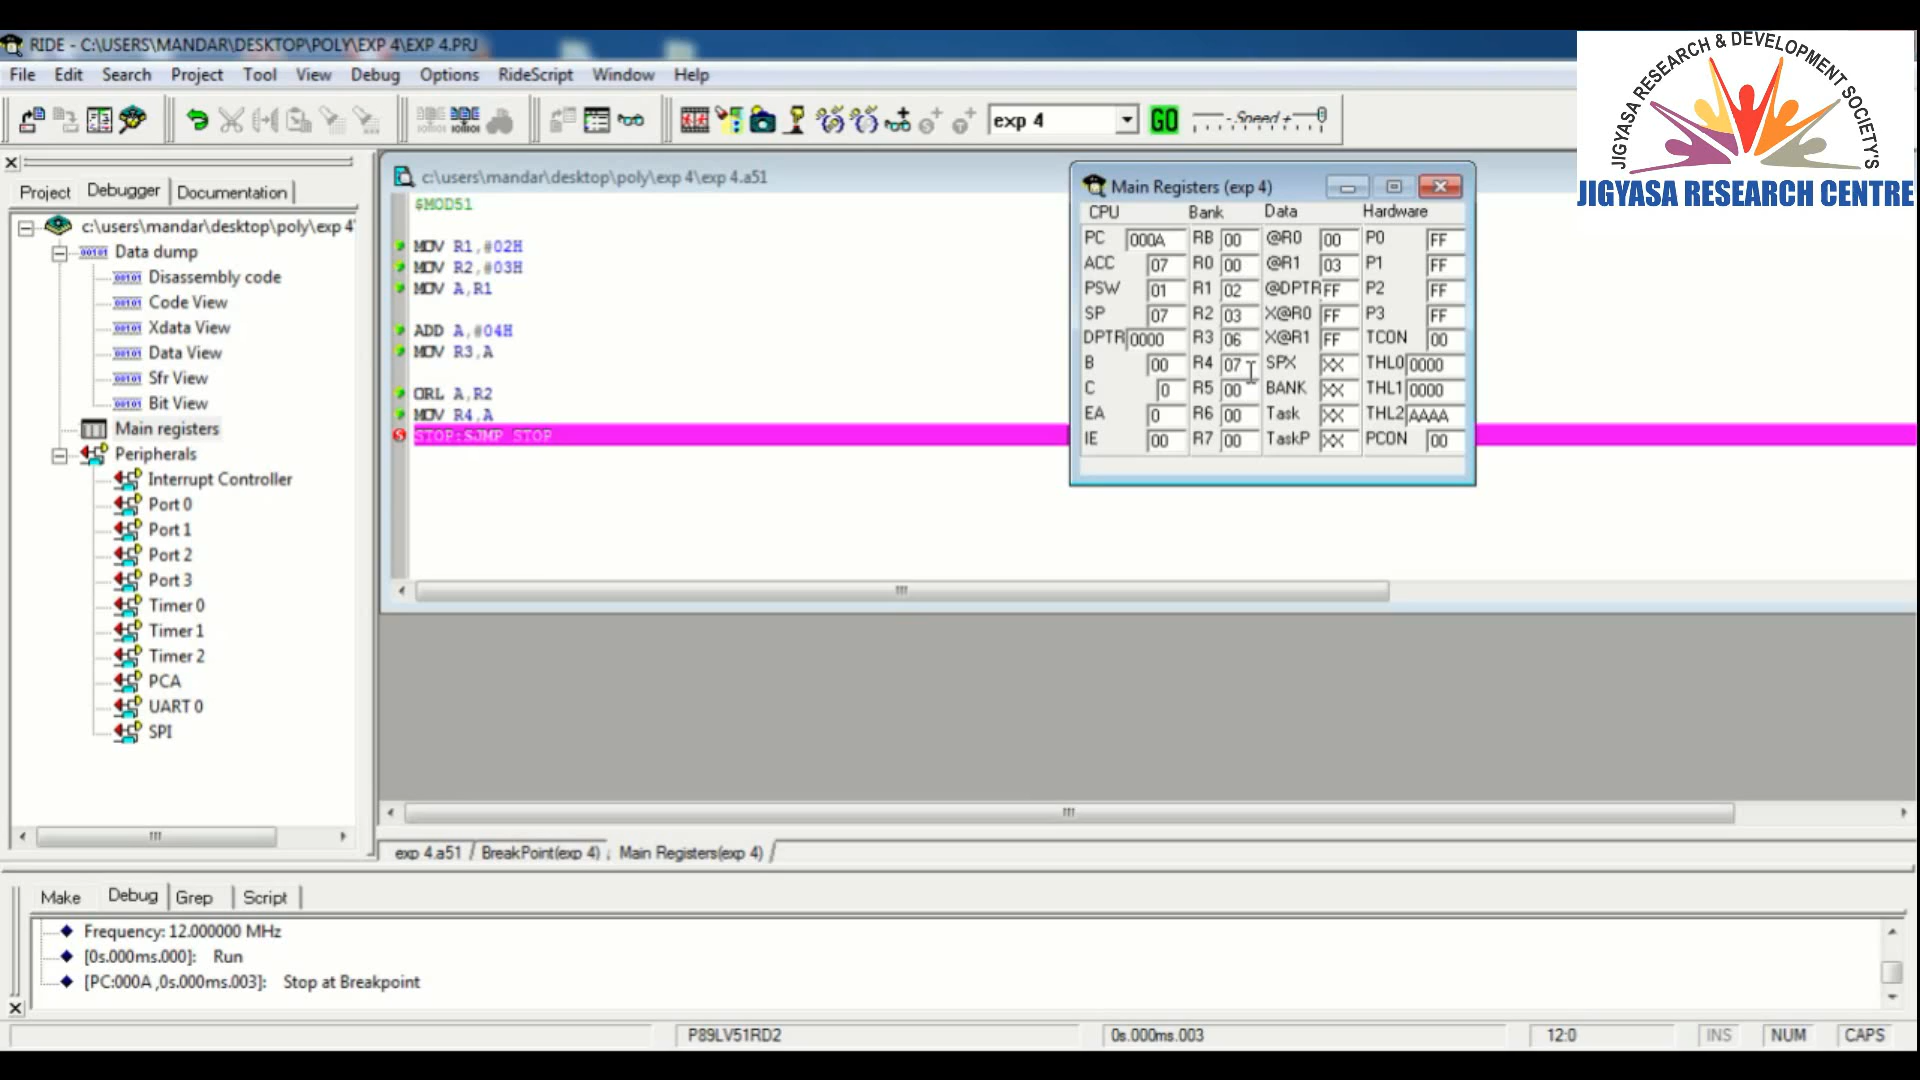 RIDE - C:\USERS\MANDAR\DESKTOP\POLY\EXP 4\EXP 4.PRJ
File Edit Search Project Tool View Debug Options RideScript Window Help
exp 4 GO - Speed +
JIGYASA RESEARCH & DEVELOPMENT SOCIETY'S
JIGYASA RESEARCH CENTRE
Project Debugger Documentation
c:\users\mandar\desktop\poly\exp 4
Data dump
Disassembly code
Code View
Xdata View
Data View
Sfr View
Bit View
Main registers
Peripherals
Interrupt Controller
Port 0
Port 1
Port 2
Port 3
Timer 0
Timer 1
Timer 2
PCA
UART 0
SPI
c:\users\mandar\desktop\poly\exp 4\exp 4.a51
$MOD51
MOV R1,#02H
MOV R2,#03H
MOV A,R1
ADD A,#04H
MOV R3,A
ORL A,R2
MOV R4,A
STOP:SJMP STOP
Main Registers (exp 4)
CPU Bank Data Hardware
PC 000A RB 00 @R0 00 P0 FF
ACC 07 R0 00 @R1 03 P1 FF
PSW 01 R1 02 @DPTR FF P2 FF
SP 07 R2 03 X@R0 FF P3 FF
DPTR 0000 R3 06 X@R1 FF TCON 00
B 00 R4 07 SPX XX THL0 0000
C 0 R5 00 BANK XX THL1 0000
EA 0 R6 00 Task XX THL2 AAAA
IE 00 R7 00 TaskP XX PCON 00
exp 4.a51 BreakPoint(exp 4) Main Registers(exp 4)
Make Debug Grep Script
Frequency: 12.000000 MHz
[0s.000ms.000]: Run
[PC:000A ,0s.000ms.003]: Stop at Breakpoint
P89LV51RD2 0s.000ms.003 12:0 INS NUM CAPS